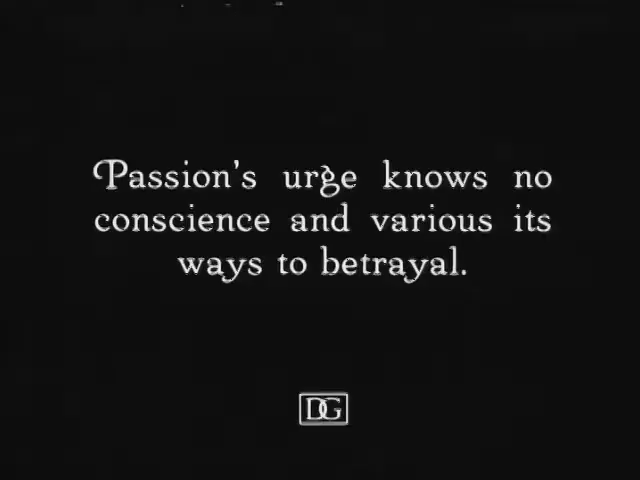 Passion's urge knows no
conscience and various its
ways to betrayal.
DG